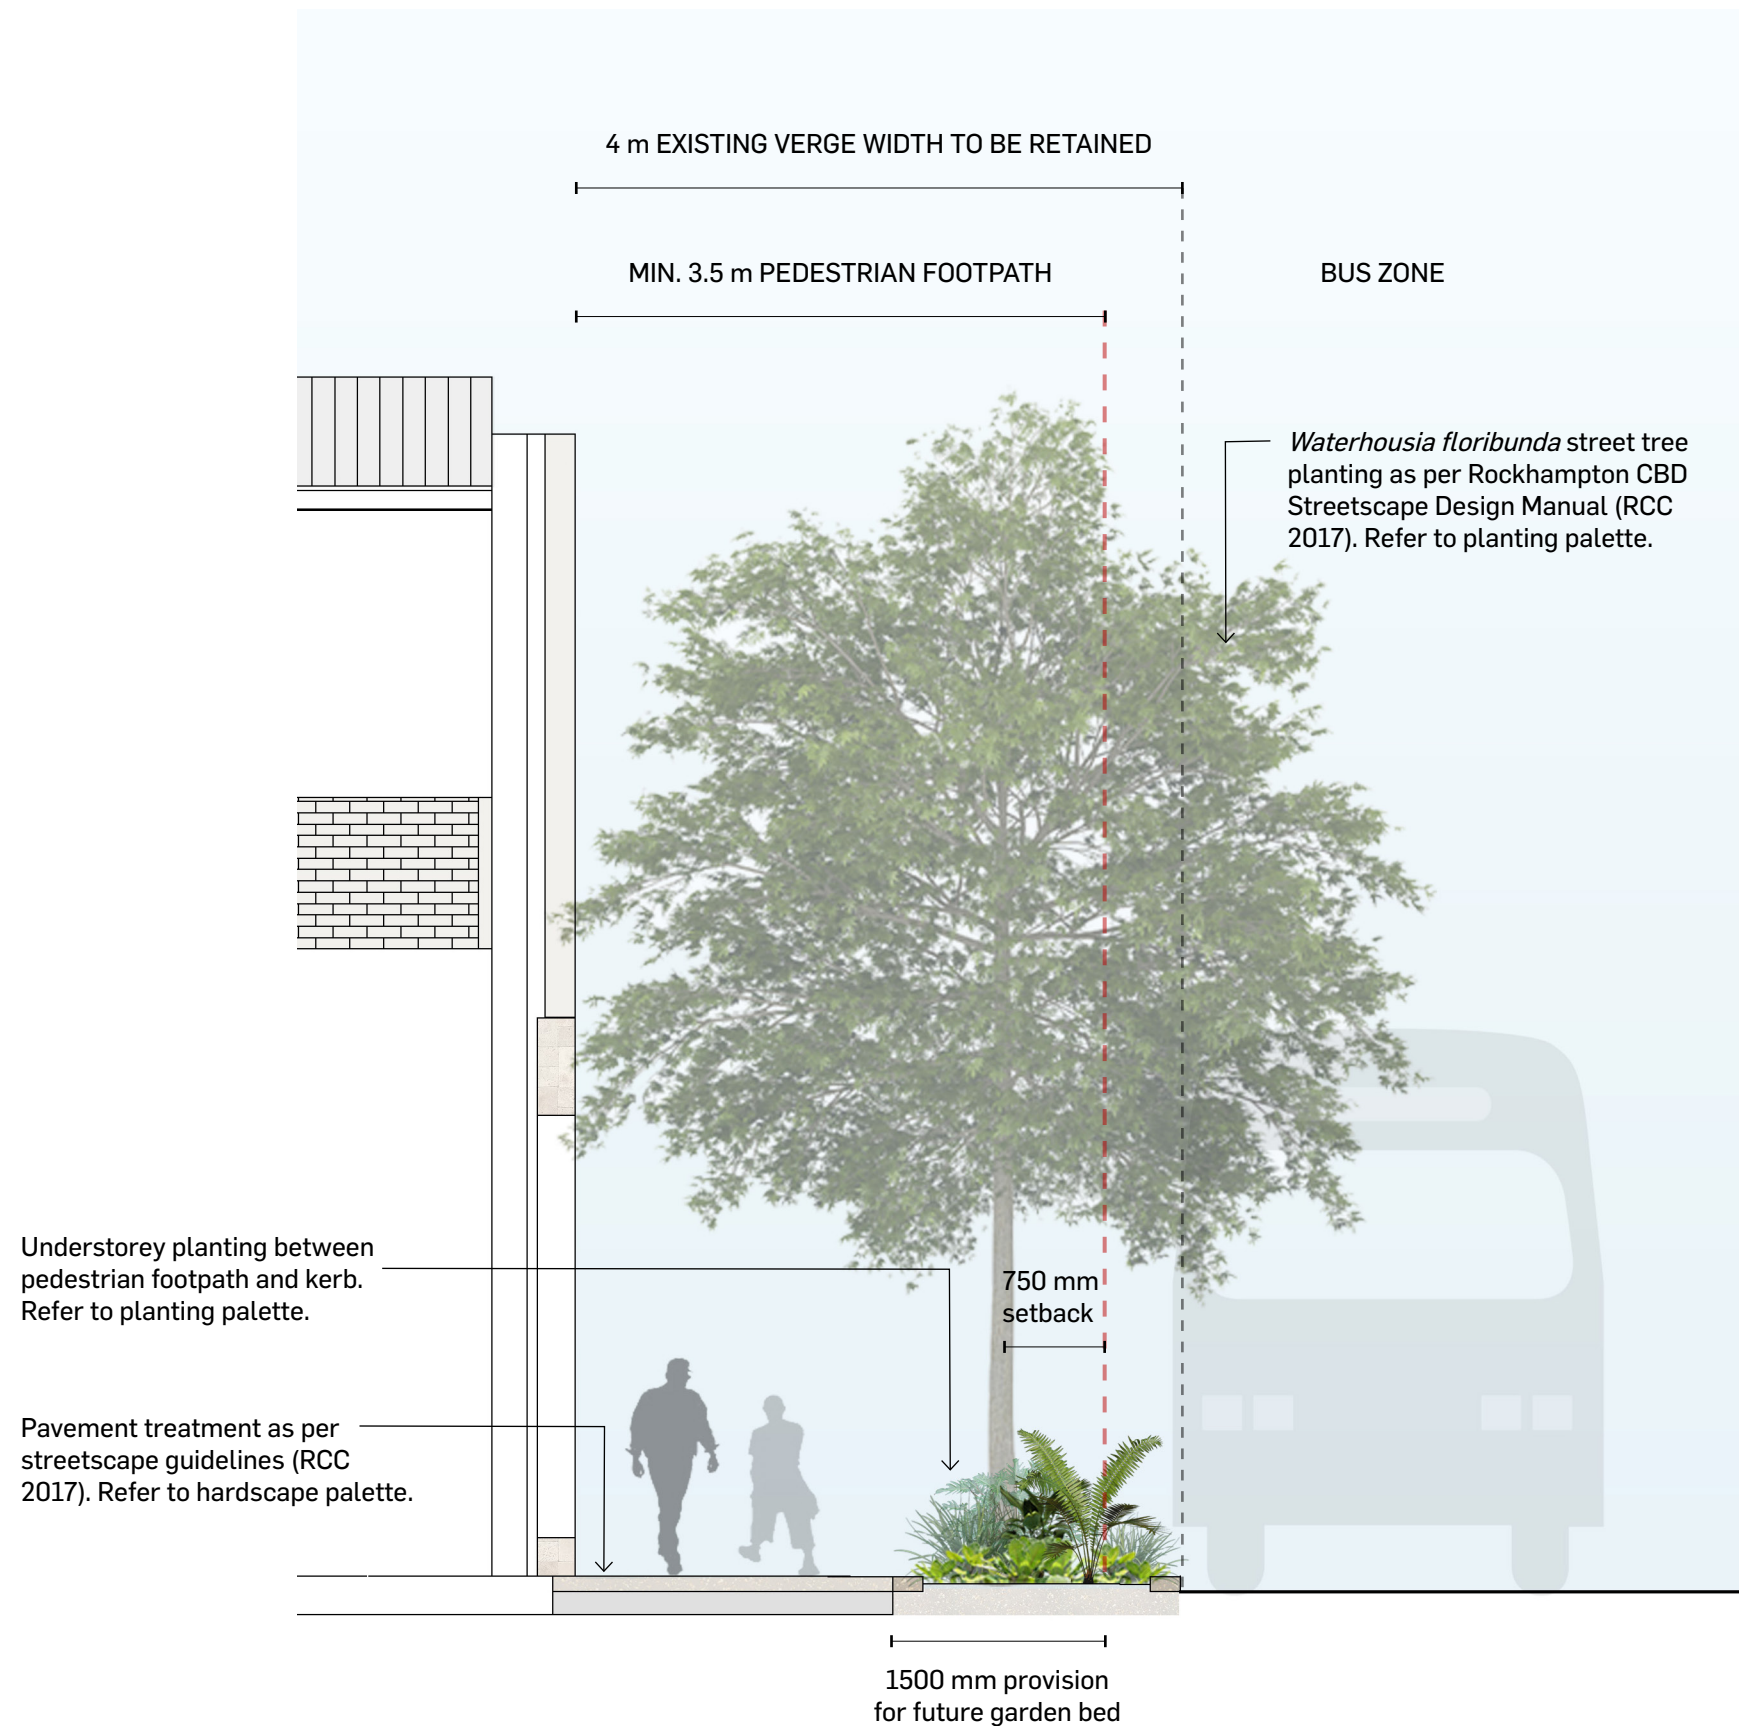 4 m EXISTING VERGE WIDTH TO BE RETAINED
MIN. 3.5 m PEDESTRIAN FOOTPATH
BUS ZONE
Waterhousia floribunda street tree
planting as per Rockhampton CBD
Streetscape Design Manual (RCC
2017). Refer to planting palette.
Understorey planting between
pedestrian footpath and kerb.
Refer to planting palette.
750 mm
setback
Pavement treatment as per
streetscape guidelines (RCC
2017). Refer to hardscape palette.
1500 mm provision
for future garden bed